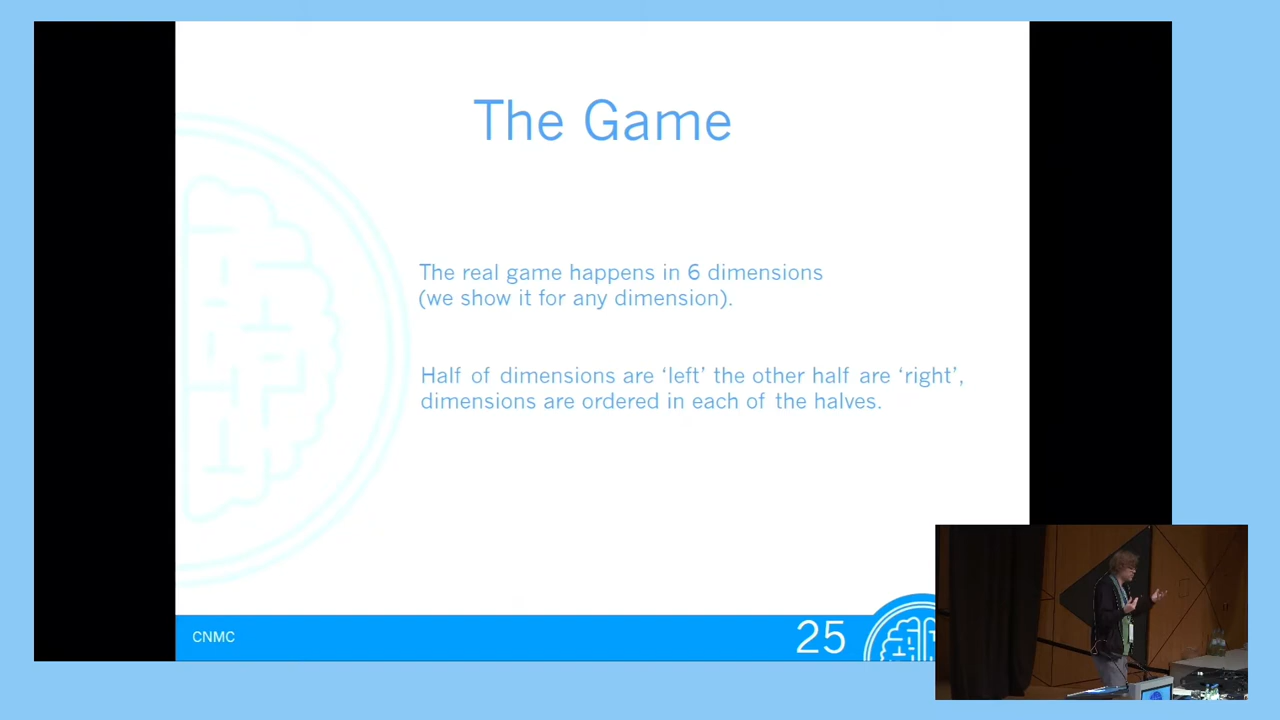 The Game
The real game happens in 6 dimensions
(we show it for any dimension).
Half of dimensions are ‘left’ the other half are ‘right’,
dimensions are ordered in each of the halves.
CNMC
25